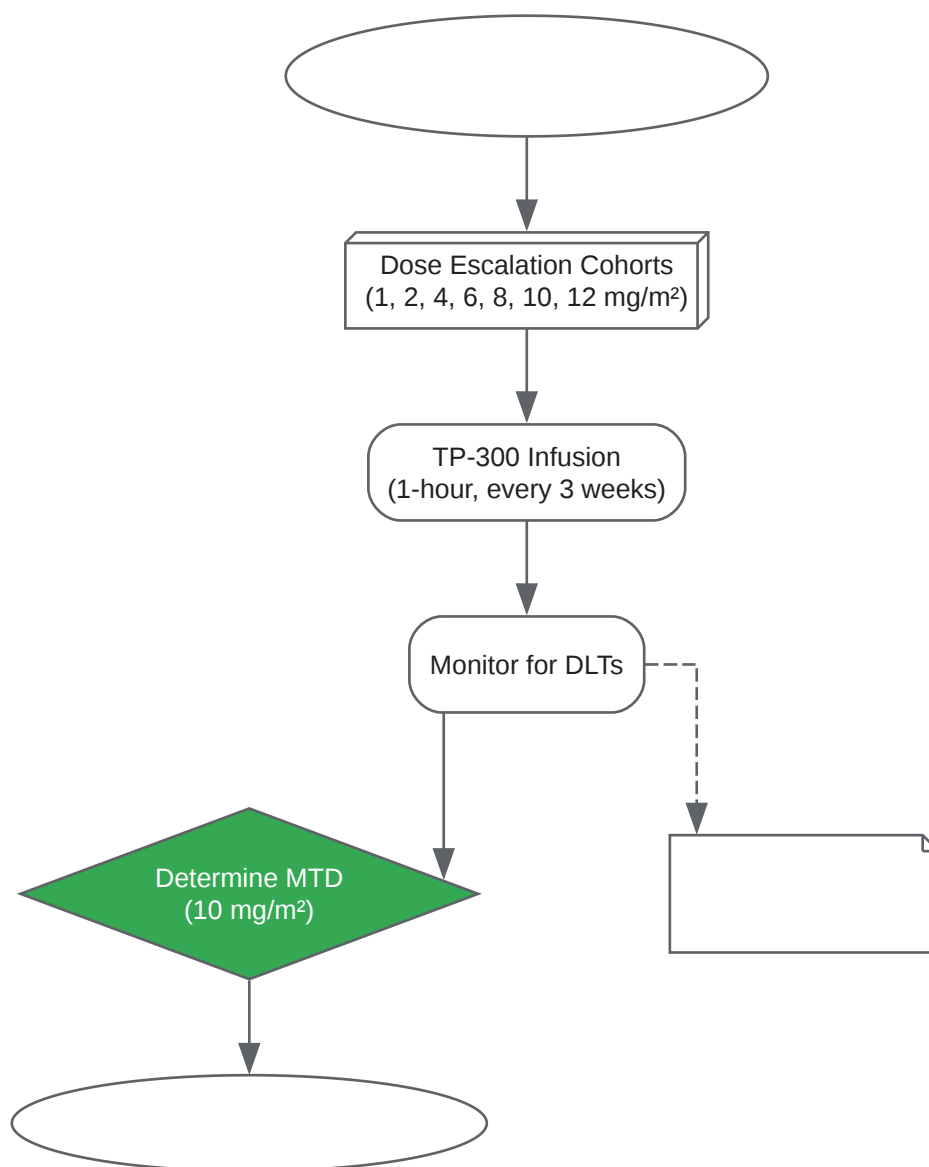 Dose Escalation Cohorts
(1, 2, 4, 6, 8, 10, 12 mg/m²)
TP-300 Infusion
(1-hour, every 3 weeks)
Monitor for DLTs
Determine MTD
(10 mg/m²)